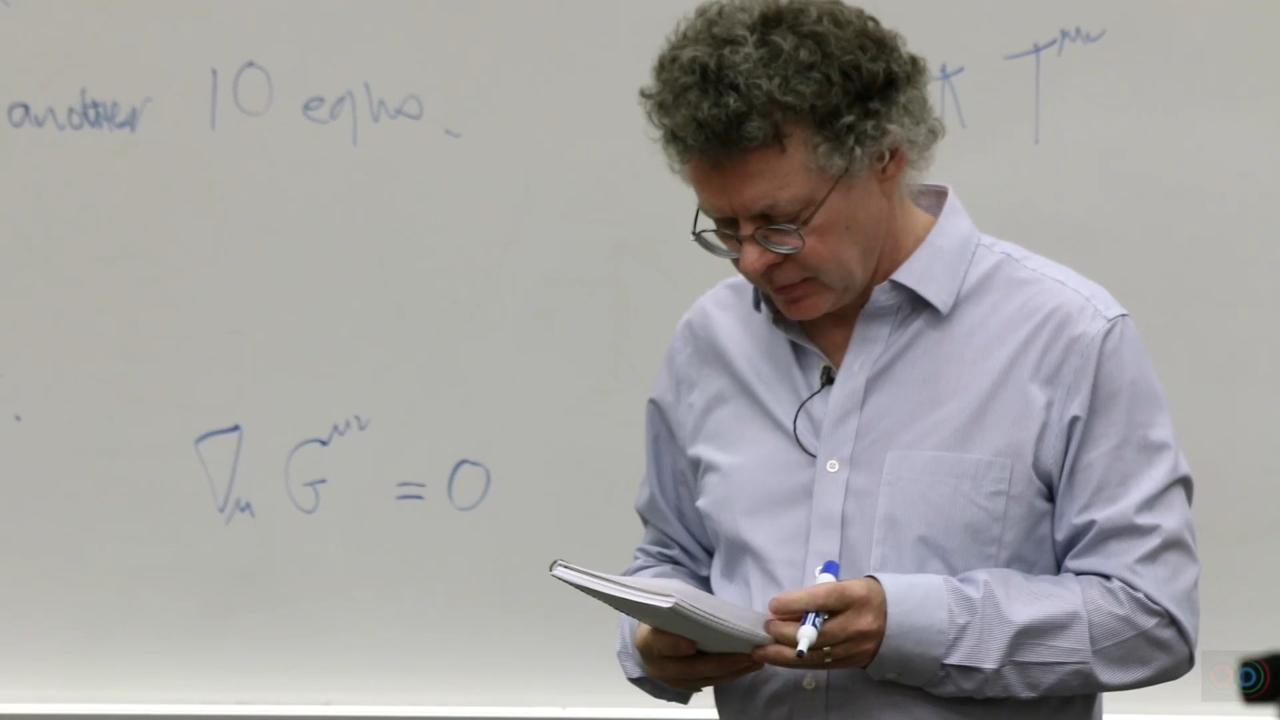 another 10 eqns.
κ T^μν
∇_μ G^μν = 0